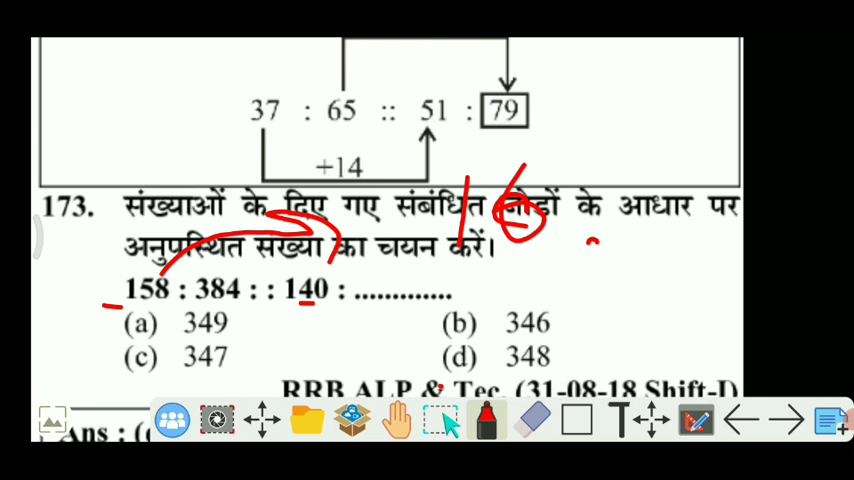 37 : 65 :: 51 : 79
+14
173. संख्याओं के दिए गए संबंधित जोड़ों के आधार पर
अनुपस्थित संख्या का चयन करें।
158 : 384 : : 140 : .............
(a) 349 (b) 346
(c) 347 (d) 348
RRB ALP & Tec. (31-08-18 Shift-I)
Ans : (
T